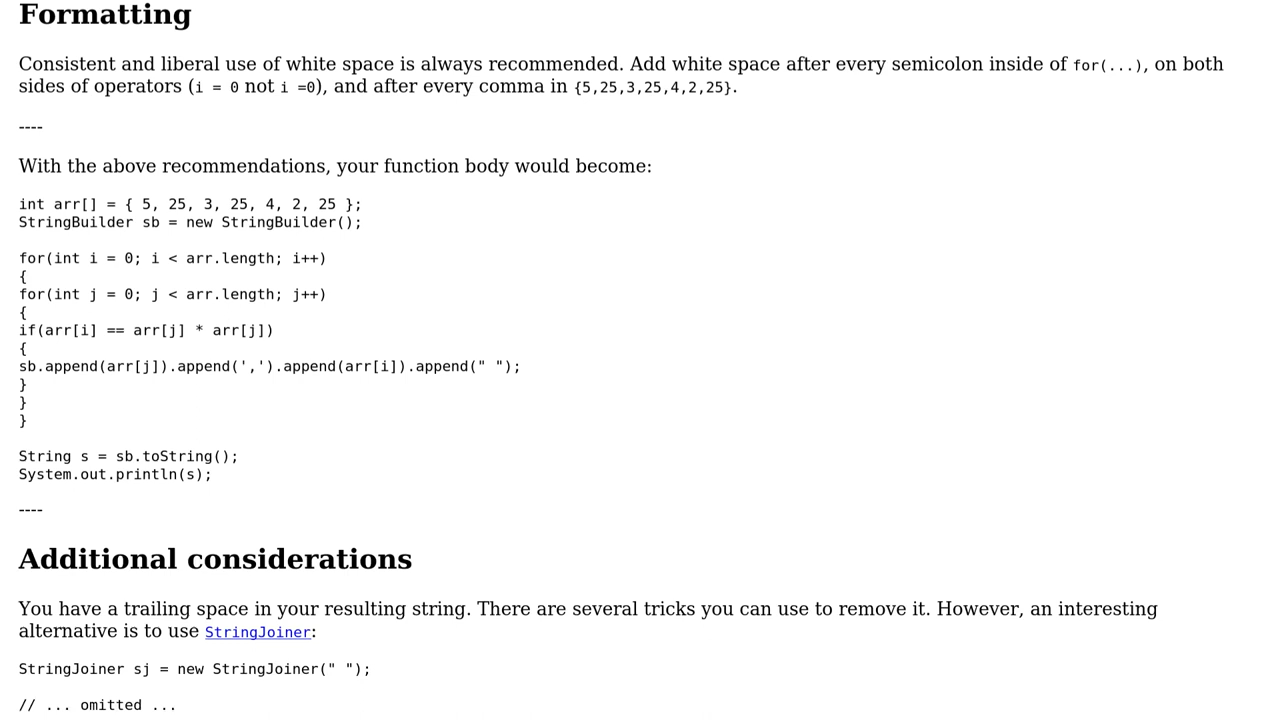 Formatting
Consistent and liberal use of white space is always recommended. Add white space after every semicolon inside of for(...), on both
sides of operators (i = 0 not i =0), and after every comma in {5,25,3,25,4,2,25}.
----
With the above recommendations, your function body would become:
int arr[] = { 5, 25, 3, 25, 4, 2, 25 };
StringBuilder sb = new StringBuilder();
for(int i = 0; i < arr.length; i++)
{
for(int j = 0; j < arr.length; j++)
{
if(arr[i] == arr[j] * arr[j])
{
sb.append(arr[j]).append(',').append(arr[i]).append(" ");
}
}
}
String s = sb.toString();
System.out.println(s);
----
Additional considerations
You have a trailing space in your resulting string. There are several tricks you can use to remove it. However, an interesting
alternative is to use StringJoiner:
StringJoiner sj = new StringJoiner(" ");
// ... omitted ...